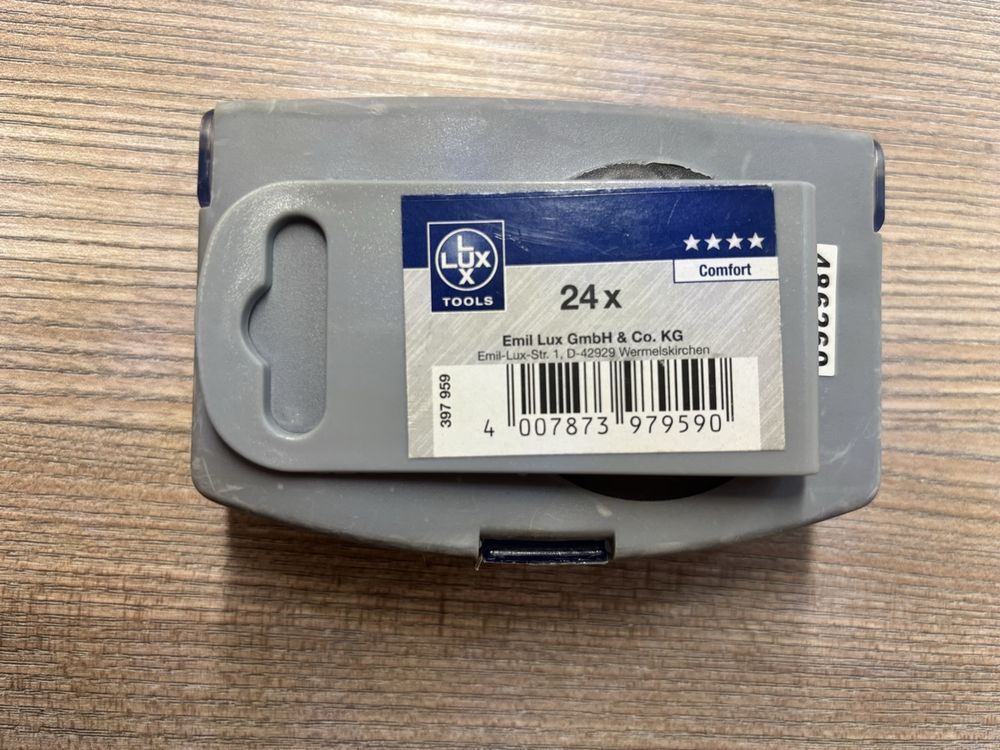 L
LUX
X
TOOLS
Comfort
24 x
Emil Lux GmbH & Co. KG
Emil-Lux-Str. 1, D-42929 Wermelskirchen
397 959
4 007873 979590